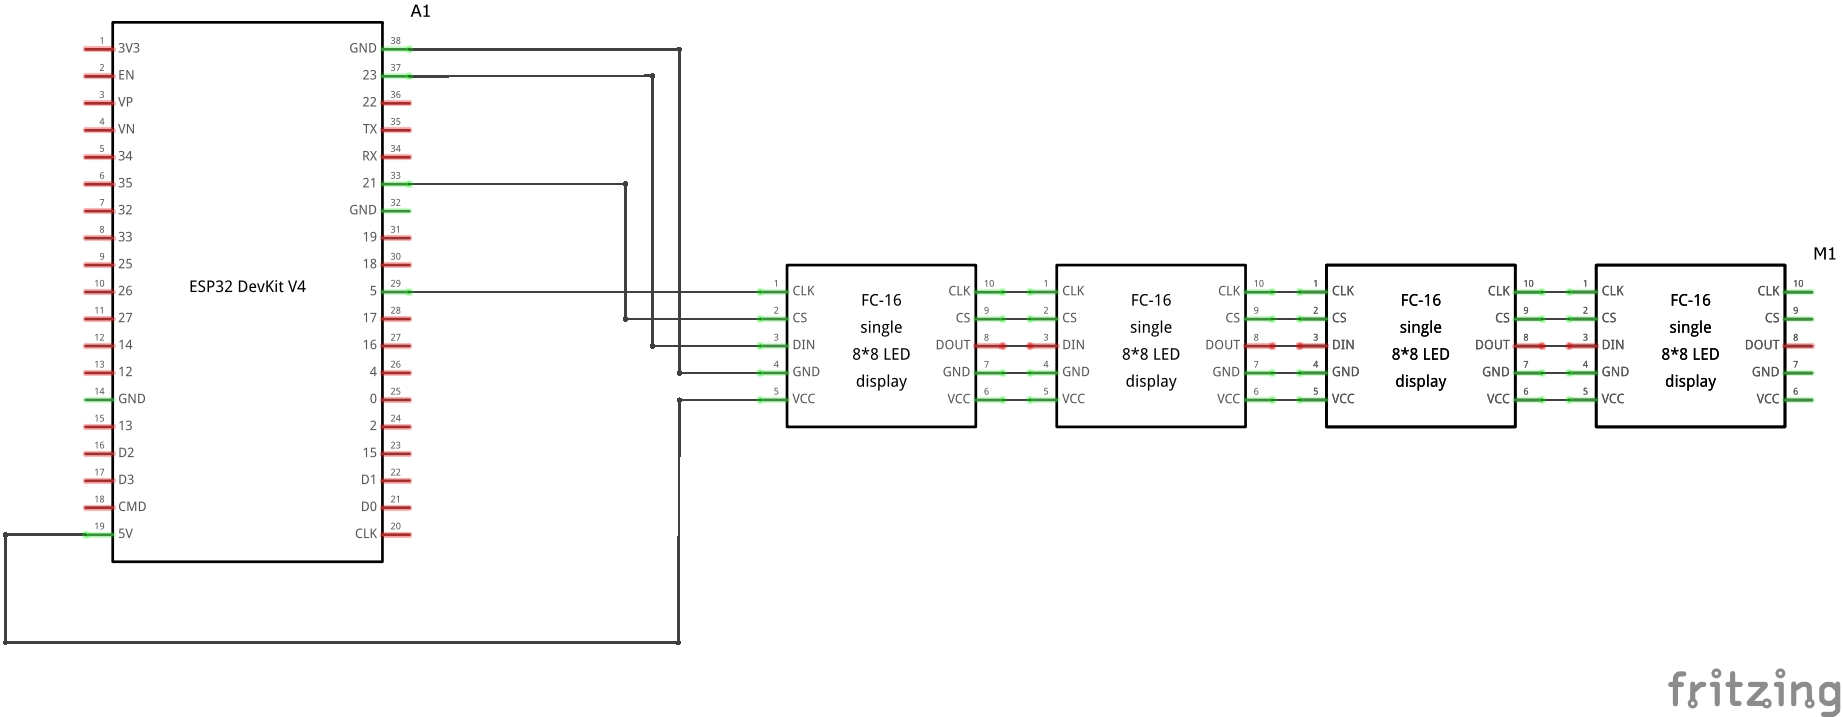 A1
1 3V3 GND 38
2 EN 23 37
3 VP 22 36
4 VN TX 35
5 34 RX 34
6 35 21 33
7 32 GND 32
8 33 19 31
9 25 18 30
10 26 5 29
11 27 17 28
12 14 16 27
13 12 4 26
14 GND 0 25
15 13 2 24
16 D2 15 23
17 D3 D1 22
18 CMD D0 21
19 5V CLK 20
ESP32 DevKit V4
1 CLK CLK 10
2 CS CS 9
3 DIN DOUT 8
4 GND GND 7
5 VCC VCC 6
FC-16
single
8*8 LED
display
1 CLK CLK 10
2 CS CS 9
3 DIN DOUT 8
4 GND GND 7
5 VCC VCC 6
FC-16
single
8*8 LED
display
1 CLK CLK 10
2 CS CS 9
3 DIN DOUT 8
4 GND GND 7
5 VCC VCC 6
FC-16
single
8*8 LED
display
M1
1 CLK CLK 10
2 CS CS 9
3 DIN DOUT 8
4 GND GND 7
5 VCC VCC 6
FC-16
single
8*8 LED
display
fritzing